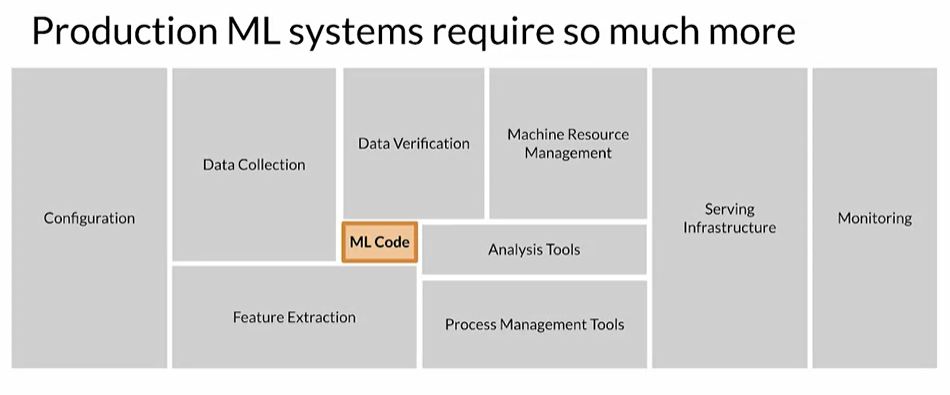 Production ML systems require so much more
Configuration
Data Collection
Data Verification
Machine Resource
Management
ML Code
Analysis Tools
Feature Extraction
Process Management Tools
Serving
Infrastructure
Monitoring